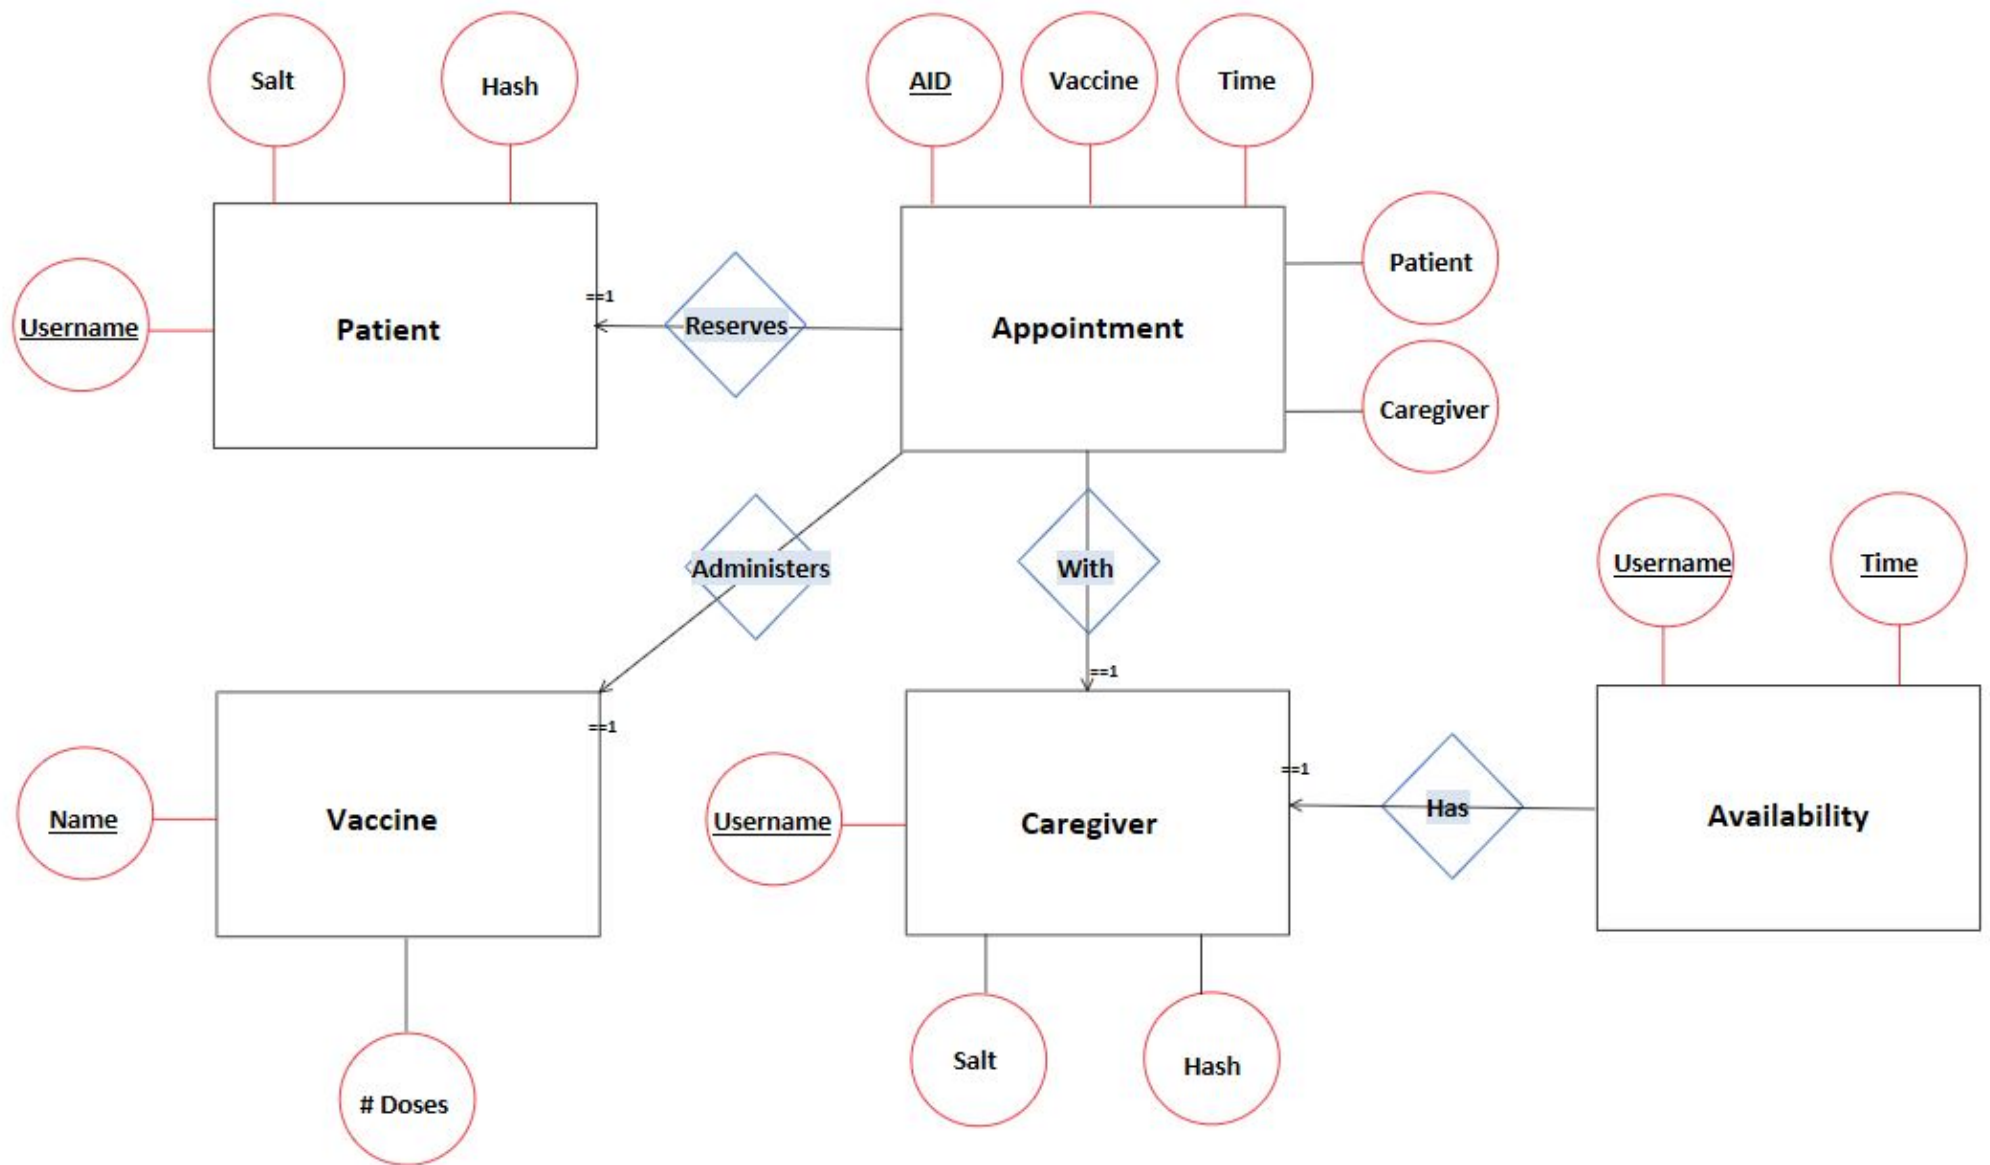 Salt
Hash
AID
Vaccine
Time
Patient
Username
Patient
==1
Reserves
Appointment
Caregiver
Administers
With
Username
Time
==1
==1
Name
Vaccine
Username
Caregiver
==1
Has
Availability
Salt
Hash
# Doses